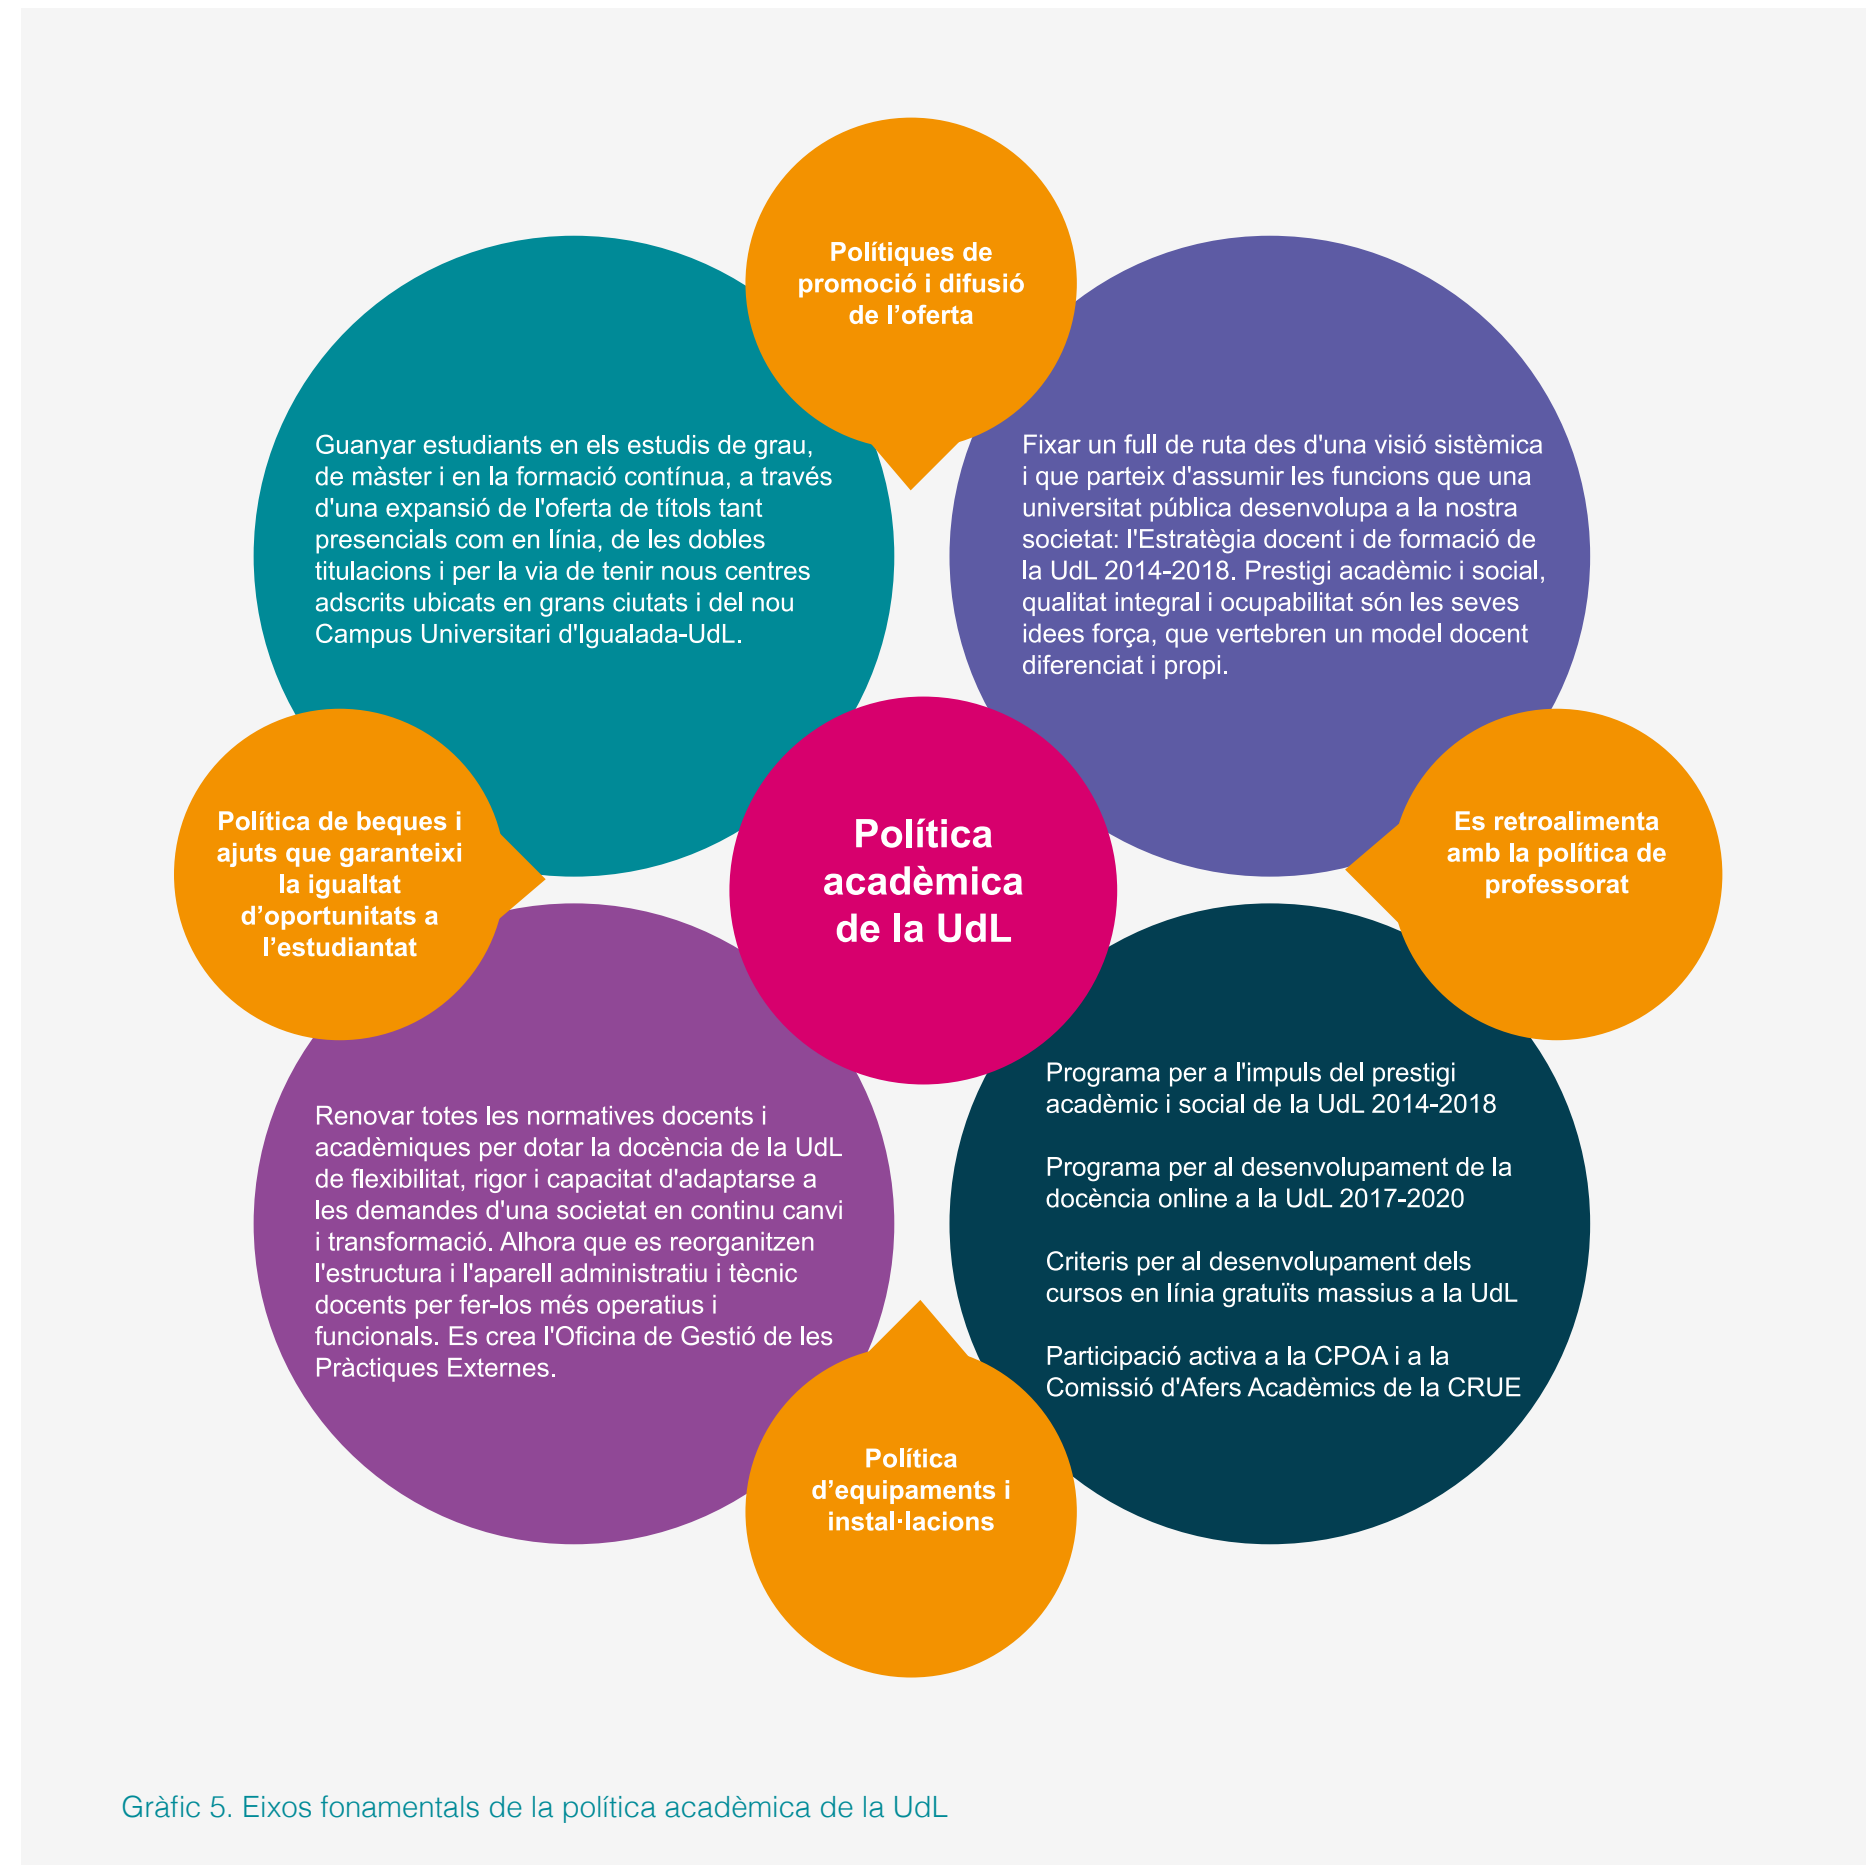 Polítiques de
promoció i difusió
de l’oferta
Guanyar estudiants en els estudis de grau,
de màster i en la formació contínua, a través
d'una expansió de l'oferta de títols tant
presencials com en línia, de les dobles
titulacions i per la via de tenir nous centres
adscrits ubicats en grans ciutats i del nou
Campus Universitari d'Igualada-UdL.
Fixar un full de ruta des d'una visió sistèmica
i que parteix d'assumir les funcions que una
universitat pública desenvolupa a la nostra
societat: l'Estratègia docent i de formació de
la UdL 2014-2018. Prestigi acadèmic i social,
qualitat integral i ocupabilitat són les seves
idees força, que vertebren un model docent
diferenciat i propi.
Política de beques i
ajuts que garanteixi
la igualtat
d’oportunitats a
l’estudiantat
Política
acadèmica
de la UdL
Es retroalimenta
amb la política de
professorat
Renovar totes les normatives docents i
acadèmiques per dotar la docència de la UdL
de flexibilitat, rigor i capacitat d'adaptarse a
les demandes d'una societat en continu canvi
i transformació. Alhora que es reorganitzen
l'estructura i l'aparell administratiu i tècnic
docents per fer-los més operatius i
funcionals. Es crea l'Oficina de Gestió de les
Pràctiques Externes.
Programa per a l'impuls del prestigi
acadèmic i social de la UdL 2014-2018
Programa per al desenvolupament de la
docència online a la UdL 2017-2020
Criteris per al desenvolupament dels
cursos en línia gratuïts massius a la UdL
Participació activa a la CPOA i a la
Comissió d'Afers Acadèmics de la CRUE
Política
d’equipaments i
instal·lacions
Gràfic 5. Eixos fonamentals de la política acadèmica de la UdL